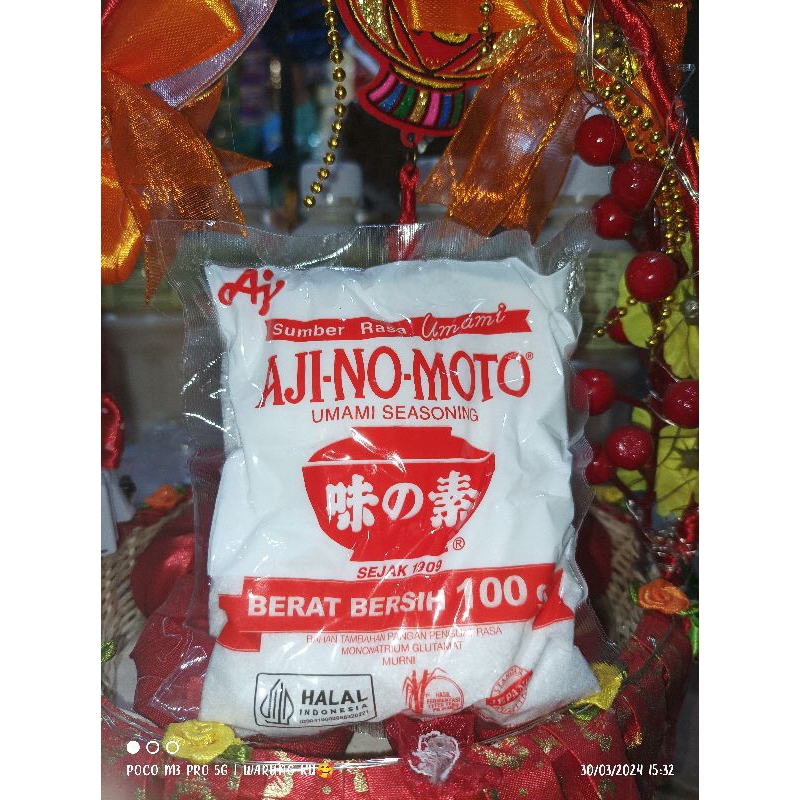 Aj
Sumber Rasa Umami
AJI-NO-MOTO®
UMAMI SEASONING
味の素
®
SEJAK 1909
BERAT BERSIH 100 g
BAHAN TAMBAHAN PANGAN PENGUAT RASA
MONONATRIUM GLUTAMAT
MURNI
HALAL
INDONESIA
HASIL
FERMENTASI
POCO M3 PRO 5G | WARUNG RU🥰
30/03/2024 15:32